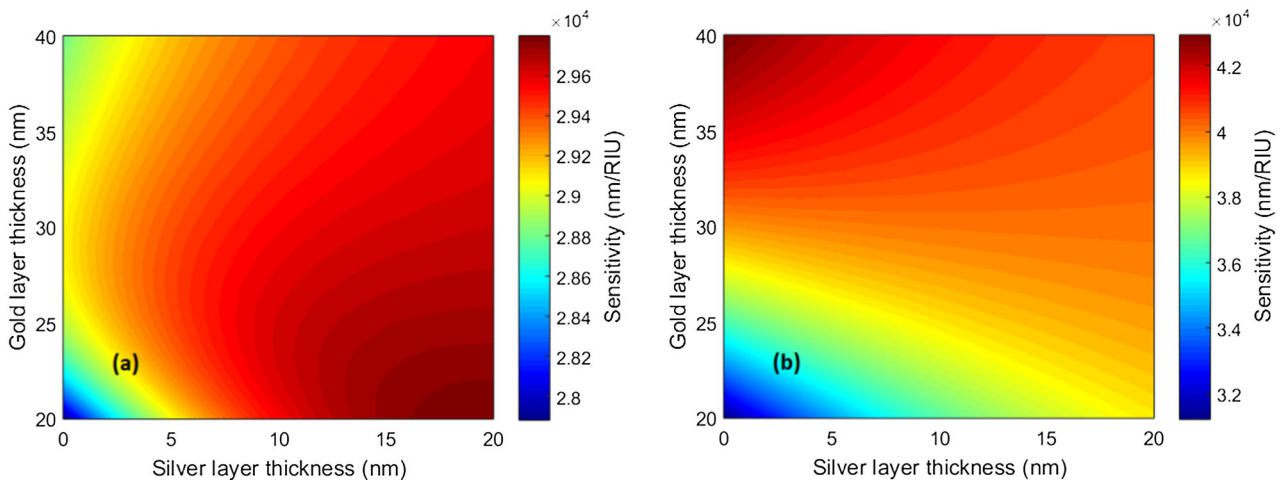 ×10⁴
40
35
30
25
20
Gold layer thickness (nm)
(a)
0 5 10 15 20
Silver layer thickness (nm)
2.96
2.94
2.92
2.9
2.88
2.86
2.84
2.82
2.8
Sensitivity (nm/RIU)
×10⁴
40
35
30
25
20
Gold layer thickness (nm)
(b)
0 5 10 15 20
Silver layer thickness (nm)
4.2
4
3.8
3.6
3.4
3.2
Sensitivity (nm/RIU)